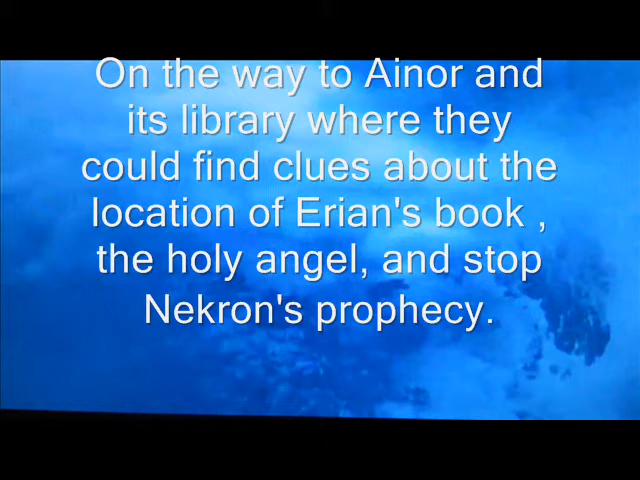 On the way to Ainor and
its library where they
could find clues about the
location of Erian's book ,
the holy angel, and stop
Nekron's prophecy.